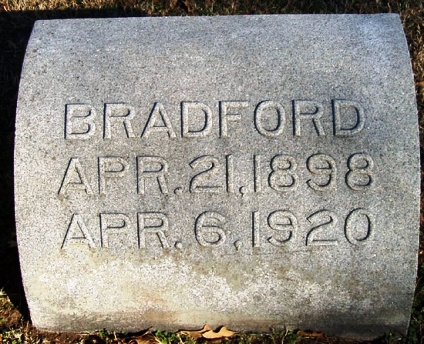 BRADFORD
APR. 21, 1898
APR. 6, 1920